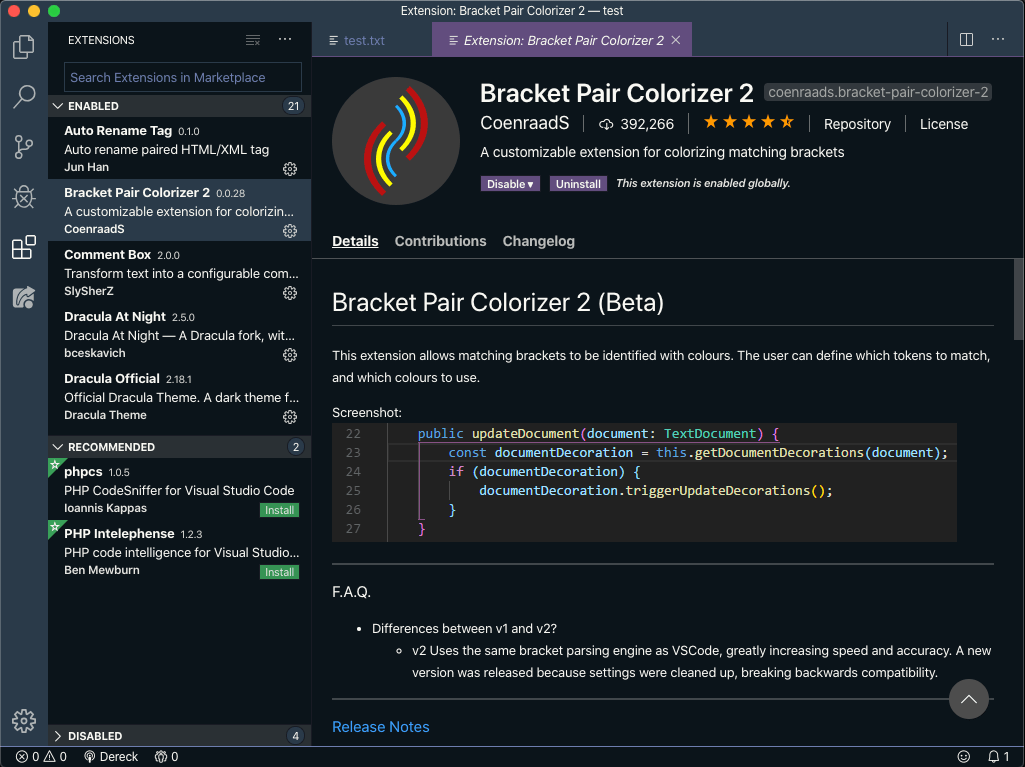 Extension: Bracket Pair Colorizer 2 — test
EXTENSIONS
test.txt
Extension: Bracket Pair Colorizer 2
Search Extensions in Marketplace
ENABLED 21
Auto Rename Tag 0.1.0
Auto rename paired HTML/XML tag
Jun Han
Bracket Pair Colorizer 2 0.0.28
A customizable extension for colorizin...
CoenraadS
Comment Box 2.0.0
Transform text into a configurable com...
SlySherZ
Dracula At Night 2.5.0
Dracula At Night — A Dracula fork, wit...
bceskavich
Dracula Official 2.18.1
Official Dracula Theme. A dark theme f...
Dracula Theme
RECOMMENDED 2
phpcs 1.0.5
PHP CodeSniffer for Visual Studio Code
Ioannis Kappas
Install
PHP Intelephense 1.2.3
PHP code intelligence for Visual Studio...
Ben Mewburn
Install
DISABLED 4
Bracket Pair Colorizer 2 coenraads.bracket-pair-colorizer-2
CoenraadS 392,266 Repository License
A customizable extension for colorizing matching brackets
Disable Uninstall This extension is enabled globally.
Details Contributions Changelog
Bracket Pair Colorizer 2 (Beta)
This extension allows matching brackets to be identified with colours. The user can define which tokens to match,
and which colours to use.
Screenshot:
22 public updateDocument(document: TextDocument) {
23 const documentDecoration = this.getDocumentDecorations(document);
24 if (documentDecoration) {
25 documentDecoration.triggerUpdateDecorations();
26 }
27 }
F.A.Q.
• Differences between v1 and v2?
◦ v2 Uses the same bracket parsing engine as VSCode, greatly increasing speed and accuracy. A new
version was released because settings were cleaned up, breaking backwards compatibility.
Release Notes
0 0 Dereck 0 1